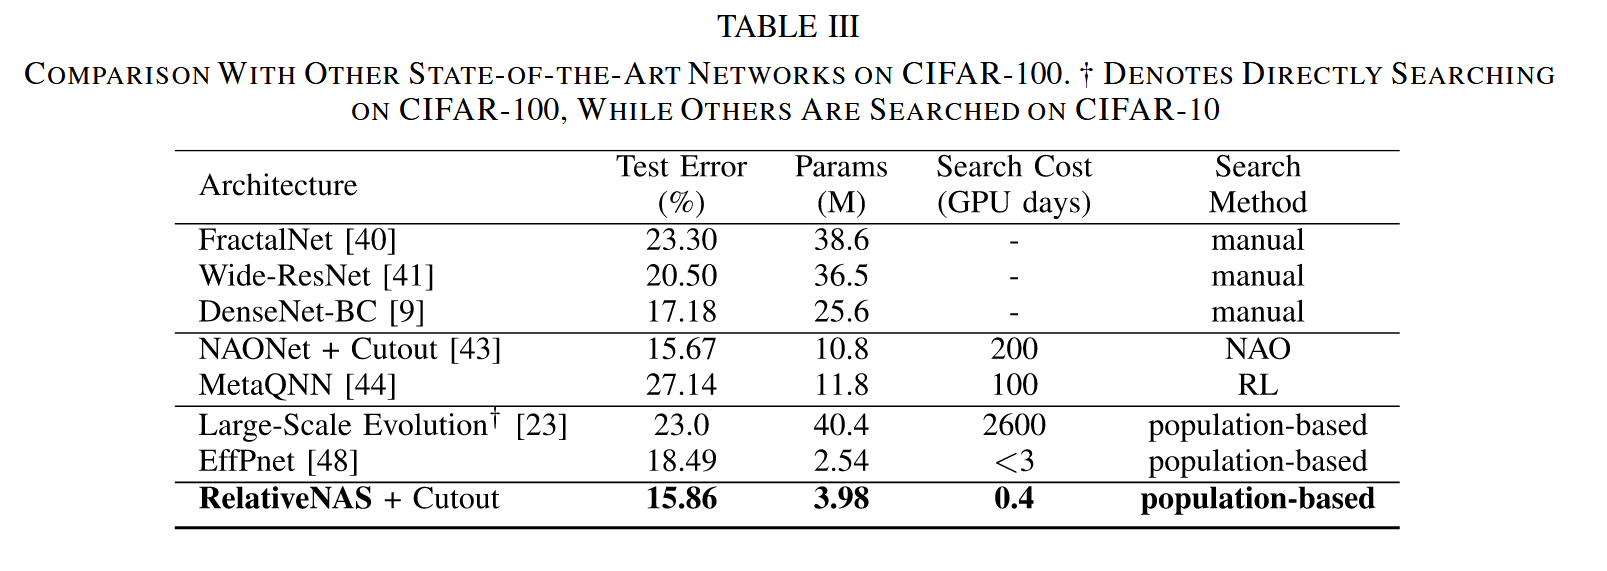 TABLE III
COMPARISON WITH OTHER STATE-OF-THE-ART NETWORKS ON CIFAR-100. † DENOTES DIRECTLY SEARCHING
ON CIFAR-100, WHILE OTHERS ARE SEARCHED ON CIFAR-10
Architecture Test Error (%) Params (M) Search Cost (GPU days) Search Method
FractalNet [40] 23.30 38.6 - manual
Wide-ResNet [41] 20.50 36.5 - manual
DenseNet-BC [9] 17.18 25.6 - manual
NAONet + Cutout [43] 15.67 10.8 200 NAO
MetaQNN [44] 27.14 11.8 100 RL
Large-Scale Evolution† [23] 23.0 40.4 2600 population-based
EffPnet [48] 18.49 2.54 <3 population-based
RelativeNAS + Cutout 15.86 3.98 0.4 population-based